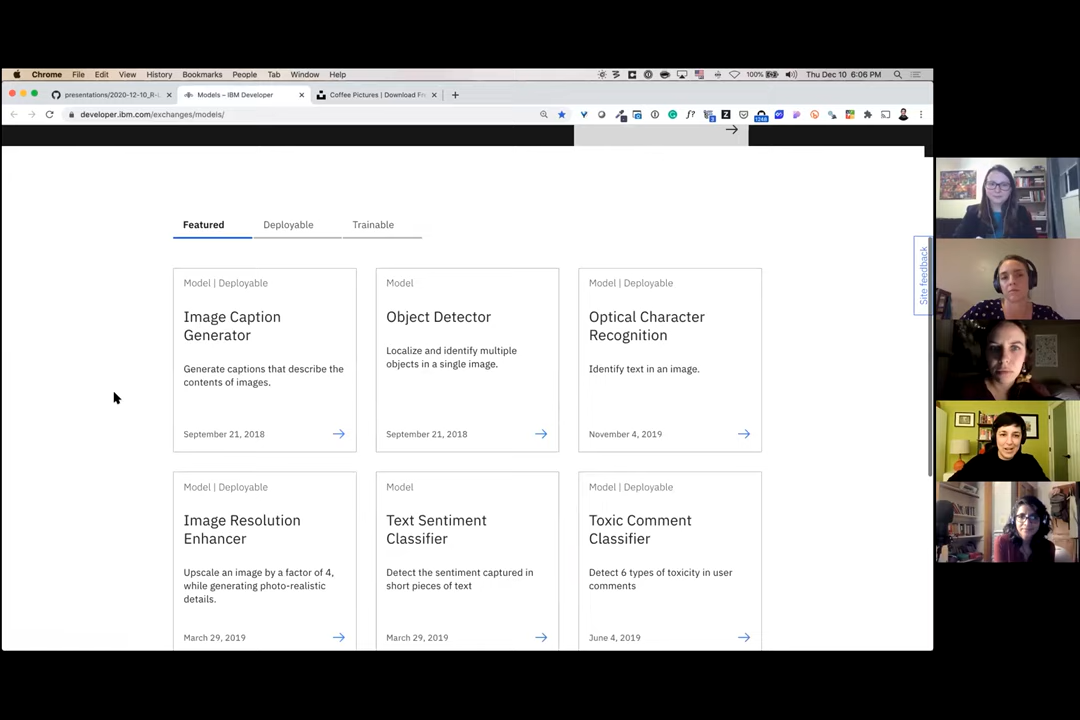 Chrome File Edit View History Bookmarks People Tab Window Help
100%
Thu Dec 10 6:06 PM
presentations/2020-12-10_R-L
Models – IBM Developer
Coffee Pictures | Download Fr
developer.ibm.com/exchanges/models/
Featured
Deployable
Trainable
Site feedback
Model | Deployable
Image Caption
Generator
Generate captions that describe the
contents of images.
September 21, 2018
Model
Object Detector
Localize and identify multiple
objects in a single image.
September 21, 2018
Model | Deployable
Optical Character
Recognition
Identify text in an image.
November 4, 2019
Model | Deployable
Image Resolution
Enhancer
Upscale an image by a factor of 4,
while generating photo-realistic
details.
March 29, 2019
Model
Text Sentiment
Classifier
Detect the sentiment captured in
short pieces of text
March 29, 2019
Model | Deployable
Toxic Comment
Classifier
Detect 6 types of toxicity in user
comments
June 4, 2019